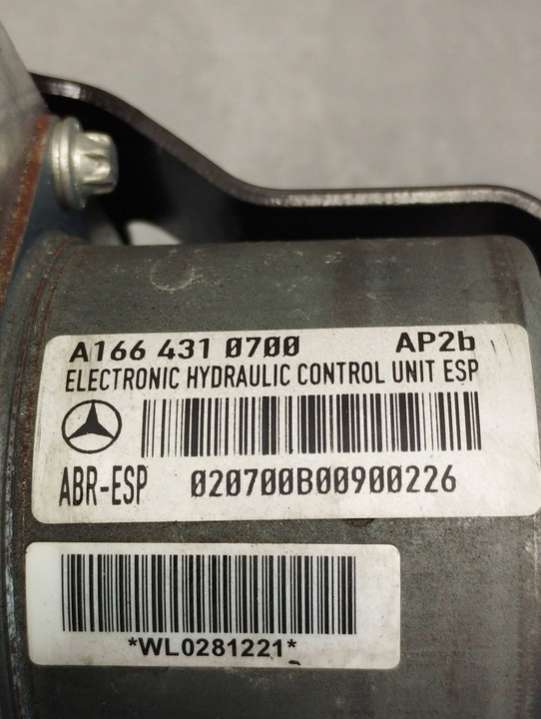 A166 431 0700 AP2b
ELECTRONIC HYDRAULIC CONTROL UNIT ESP
ABR-ESP 020700B00900226
*WL0281221*